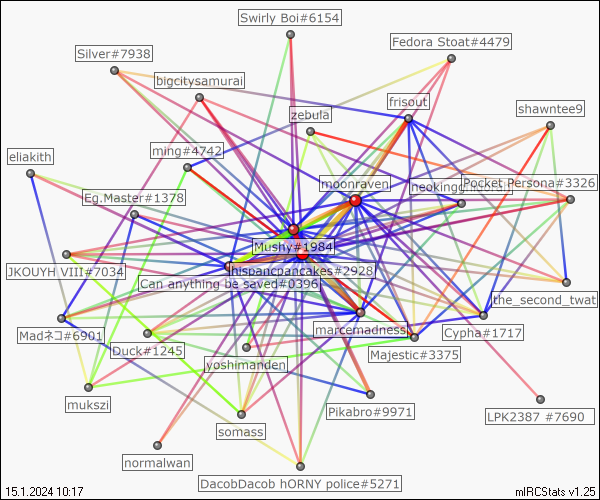 Swirly Boi#6154
Fedora Stoat#4479
Silver#7938
bigcitysamurai
frisout
zebula
shawntee9
ming#4742
eliakith
moonraven
Pocket Persona#3326
Eg.Master#1378
Mushy#1984
JKOUYH VIII#7034
hispancpancakes#2928
Can anything be saved#0396
the_second_twat
Madネコ#6901
marcemadness
Cypha#1717
Duck#1245
Majestic#3375
yoshimanden
mukszi
Pikabro#9971
LPK2387 #7690
somass
normalwan
DacobDacob hORNY police#5271
15.1.2024 10:17
mIRCStats v1.25